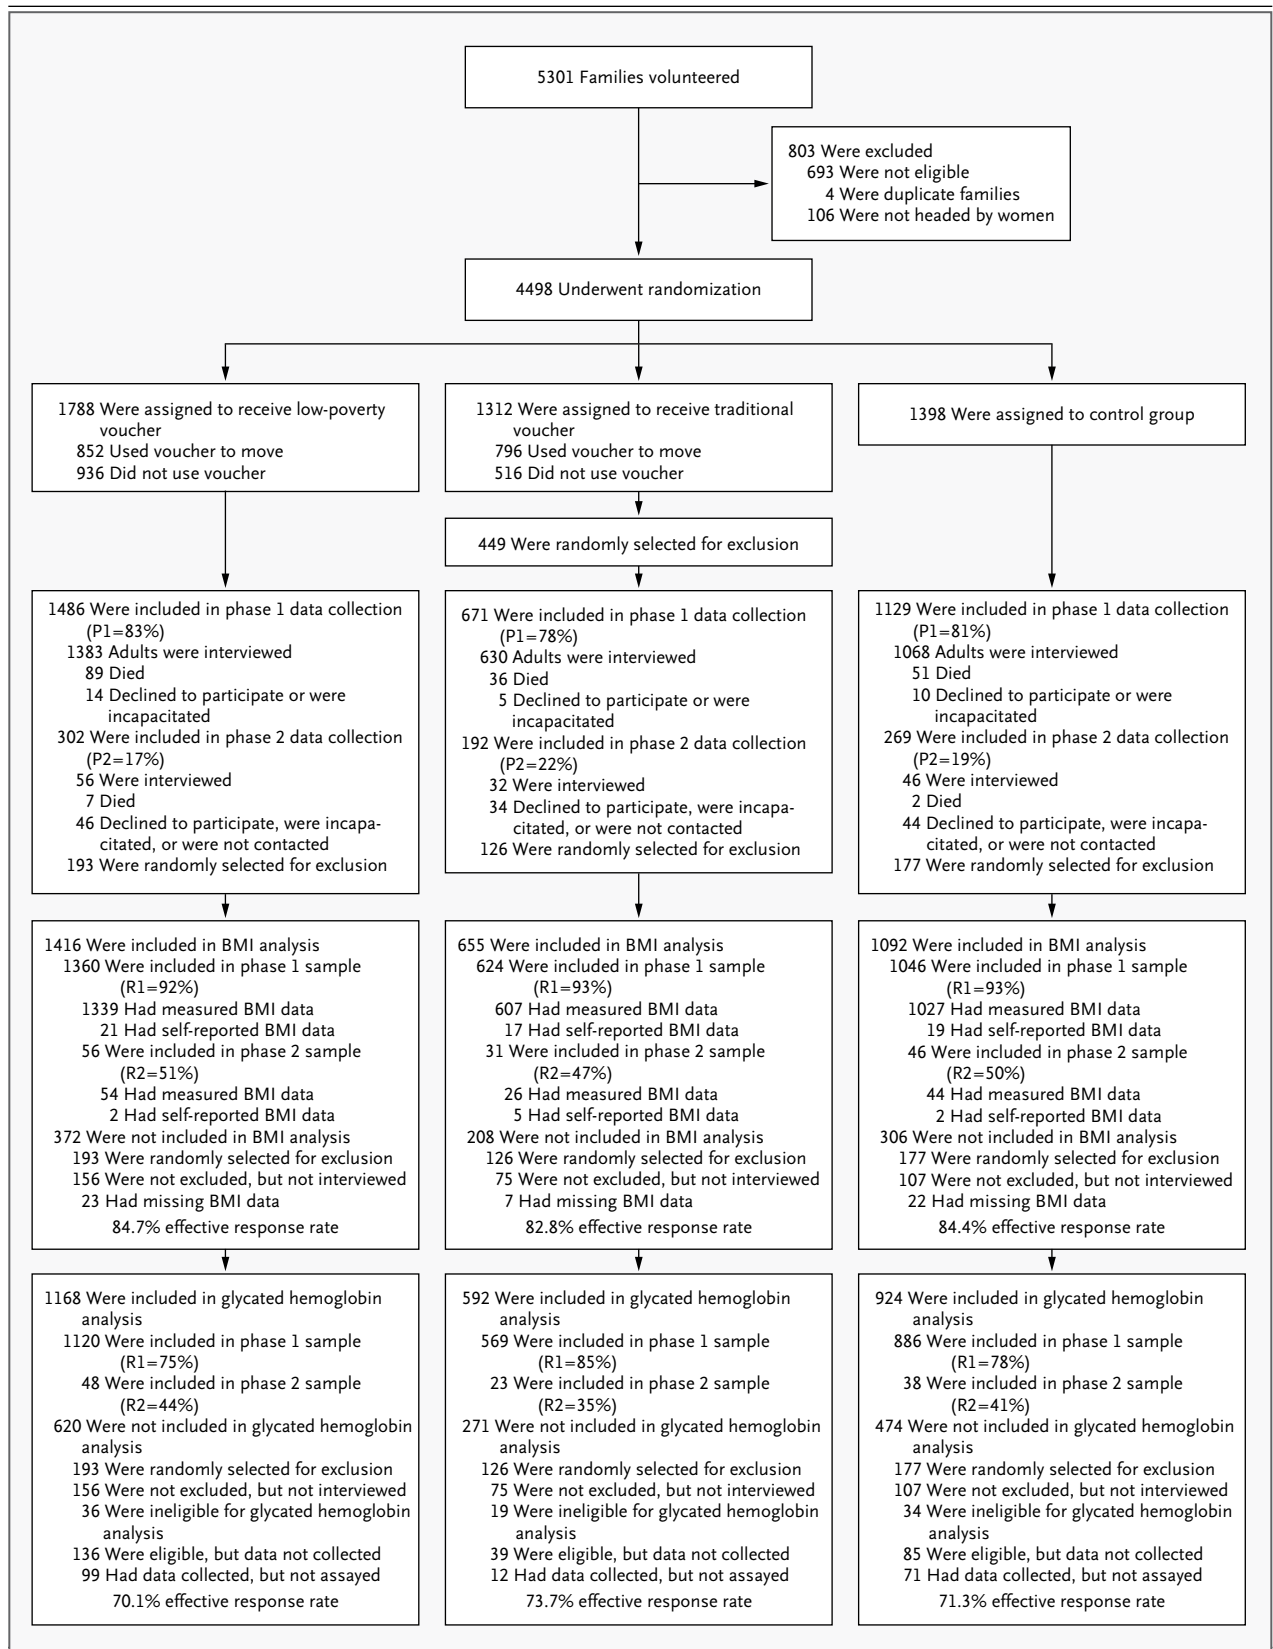 5301 Families volunteered
803 Were excluded
693 Were not eligible
4 Were duplicate families
106 Were not headed by women
4498 Underwent randomization
1788 Were assigned to receive low-poverty
voucher
852 Used voucher to move
936 Did not use voucher
1312 Were assigned to receive traditional
voucher
796 Used voucher to move
516 Did not use voucher
1398 Were assigned to control group
449 Were randomly selected for exclusion
1486 Were included in phase 1 data collection
(P1=83%)
1383 Adults were interviewed
89 Died
14 Declined to participate or were
incapacitated
302 Were included in phase 2 data collection
(P2=17%)
56 Were interviewed
7 Died
46 Declined to participate, were incapa-
citated, or were not contacted
193 Were randomly selected for exclusion
671 Were included in phase 1 data collection
(P1=78%)
630 Adults were interviewed
36 Died
5 Declined to participate or were
incapacitated
192 Were included in phase 2 data collection
(P2=22%)
32 Were interviewed
34 Declined to participate, were incapa-
citated, or were not contacted
126 Were randomly selected for exclusion
1129 Were included in phase 1 data collection
(P1=81%)
1068 Adults were interviewed
51 Died
10 Declined to participate or were
incapacitated
269 Were included in phase 2 data collection
(P2=19%)
46 Were interviewed
2 Died
44 Declined to participate, were incapa-
citated, or were not contacted
177 Were randomly selected for exclusion
1416 Were included in BMI analysis
1360 Were included in phase 1 sample
(R1=92%)
1339 Had measured BMI data
21 Had self-reported BMI data
56 Were included in phase 2 sample
(R2=51%)
54 Had measured BMI data
2 Had self-reported BMI data
372 Were not included in BMI analysis
193 Were randomly selected for exclusion
156 Were not excluded, but not interviewed
23 Had missing BMI data
84.7% effective response rate
655 Were included in BMI analysis
624 Were included in phase 1 sample
(R1=93%)
607 Had measured BMI data
17 Had self-reported BMI data
31 Were included in phase 2 sample
(R2=47%)
26 Had measured BMI data
5 Had self-reported BMI data
208 Were not included in BMI analysis
126 Were randomly selected for exclusion
75 Were not excluded, but not interviewed
7 Had missing BMI data
82.8% effective response rate
1092 Were included in BMI analysis
1046 Were included in phase 1 sample
(R1=93%)
1027 Had measured BMI data
19 Had self-reported BMI data
46 Were included in phase 2 sample
(R2=50%)
44 Had measured BMI data
2 Had self-reported BMI data
306 Were not included in BMI analysis
177 Were randomly selected for exclusion
107 Were not excluded, but not interviewed
22 Had missing BMI data
84.4% effective response rate
1168 Were included in glycated hemoglobin
analysis
1120 Were included in phase 1 sample
(R1=75%)
48 Were included in phase 2 sample
(R2=44%)
620 Were not included in glycated hemoglobin
analysis
193 Were randomly selected for exclusion
156 Were not excluded, but not interviewed
36 Were ineligible for glycated hemoglobin
analysis
136 Were eligible, but data not collected
99 Had data collected, but not assayed
70.1% effective response rate
592 Were included in glycated hemoglobin
analysis
569 Were included in phase 1 sample
(R1=85%)
23 Were included in phase 2 sample
(R2=35%)
271 Were not included in glycated hemoglobin
analysis
126 Were randomly selected for exclusion
75 Were not excluded, but not interviewed
19 Were ineligible for glycated hemoglobin
analysis
39 Were eligible, but data not collected
12 Had data collected, but not assayed
73.7% effective response rate
924 Were included in glycated hemoglobin
analysis
886 Were included in phase 1 sample
(R1=78%)
38 Were included in phase 2 sample
(R2=41%)
474 Were not included in glycated hemoglobin
analysis
177 Were randomly selected for exclusion
107 Were not excluded, but not interviewed
34 Were ineligible for glycated hemoglobin
analysis
85 Were eligible, but data not collected
71 Had data collected, but not assayed
71.3% effective response rate